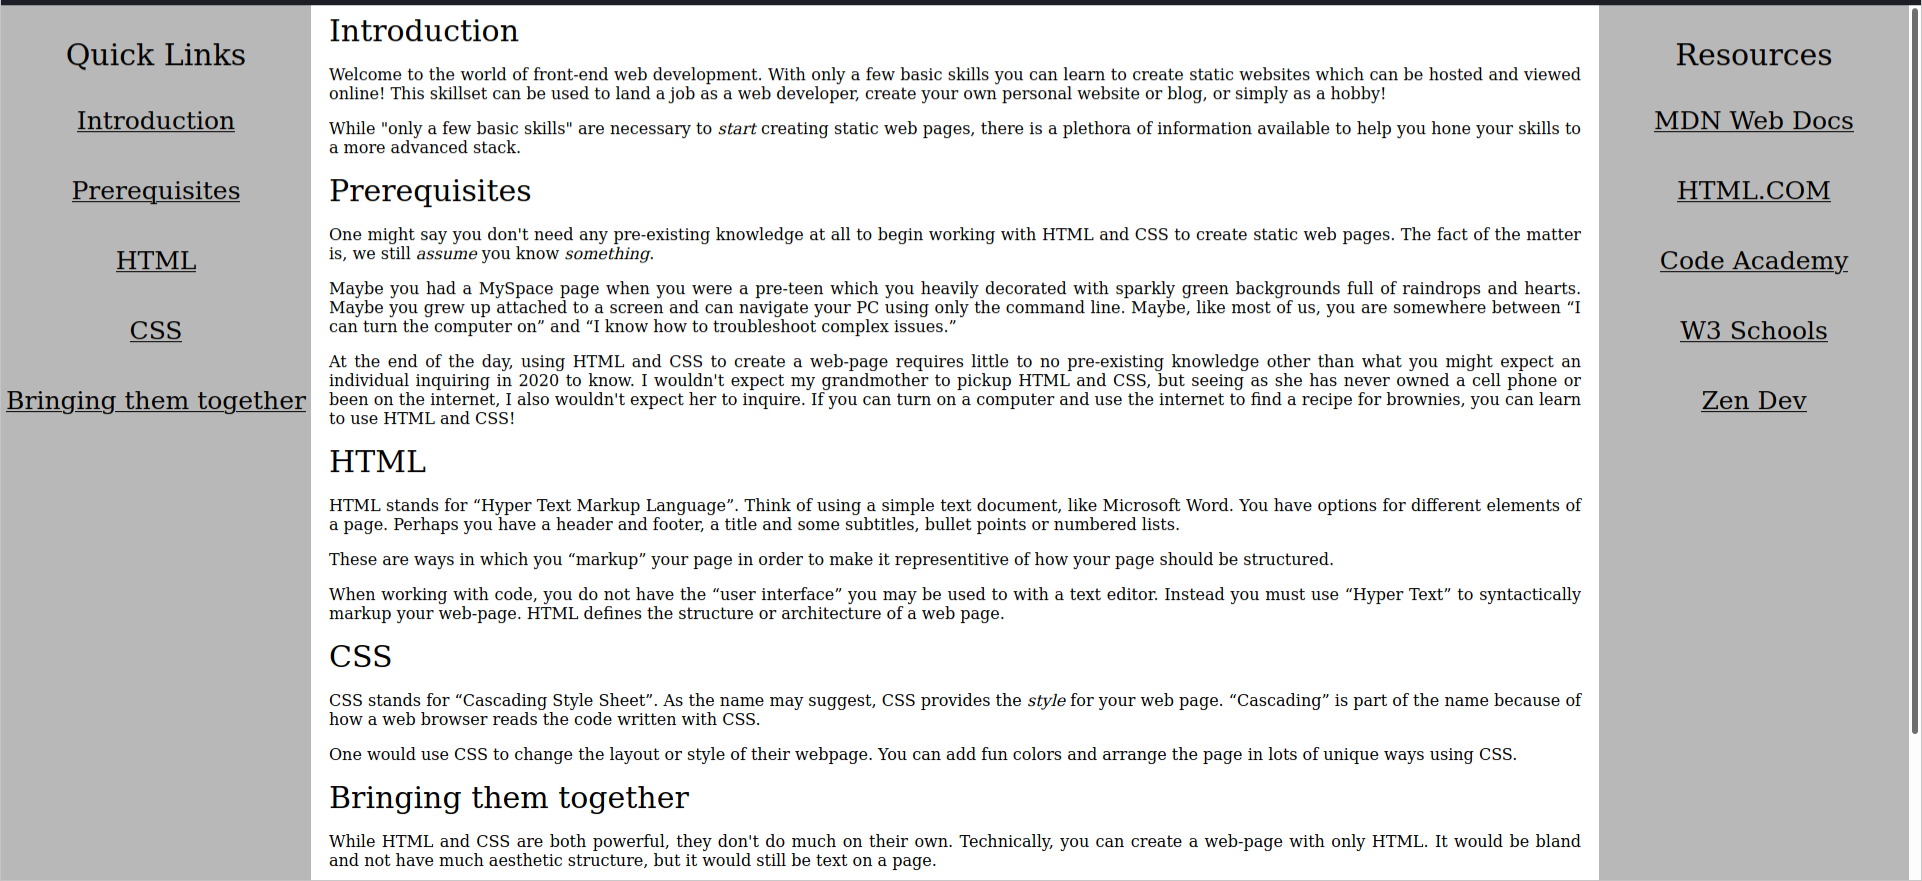 Quick Links
Introduction
Prerequisites
HTML
CSS
Bringing them together
Introduction
Welcome to the world of front-end web development. With only a few basic skills you can learn to create static websites which can be hosted and viewed
online! This skillset can be used to land a job as a web developer, create your own personal website or blog, or simply as a hobby!
While "only a few basic skills" are necessary to start creating static web pages, there is a plethora of information available to help you hone your skills to
a more advanced stack.
Prerequisites
One might say you don't need any pre-existing knowledge at all to begin working with HTML and CSS to create static web pages. The fact of the matter
is, we still assume you know something.
Maybe you had a MySpace page when you were a pre-teen which you heavily decorated with sparkly green backgrounds full of raindrops and hearts.
Maybe you grew up attached to a screen and can navigate your PC using only the command line. Maybe, like most of us, you are somewhere between “I
can turn the computer on” and “I know how to troubleshoot complex issues.”
At the end of the day, using HTML and CSS to create a web-page requires little to no pre-existing knowledge other than what you might expect an
individual inquiring in 2020 to know. I wouldn't expect my grandmother to pickup HTML and CSS, but seeing as she has never owned a cell phone or
been on the internet, I also wouldn't expect her to inquire. If you can turn on a computer and use the internet to find a recipe for brownies, you can learn
to use HTML and CSS!
HTML
HTML stands for “Hyper Text Markup Language”. Think of using a simple text document, like Microsoft Word. You have options for different elements of
a page. Perhaps you have a header and footer, a title and some subtitles, bullet points or numbered lists.
These are ways in which you “markup” your page in order to make it representitive of how your page should be structured.
When working with code, you do not have the “user interface” you may be used to with a text editor. Instead you must use “Hyper Text” to syntactically
markup your web-page. HTML defines the structure or architecture of a web page.
CSS
CSS stands for “Cascading Style Sheet”. As the name may suggest, CSS provides the style for your web page. “Cascading” is part of the name because of
how a web browser reads the code written with CSS.
One would use CSS to change the layout or style of their webpage. You can add fun colors and arrange the page in lots of unique ways using CSS.
Bringing them together
While HTML and CSS are both powerful, they don't do much on their own. Technically, you can create a web-page with only HTML. It would be bland
and not have much aesthetic structure, but it would still be text on a page.
Resources
MDN Web Docs
HTML.COM
Code Academy
W3 Schools
Zen Dev